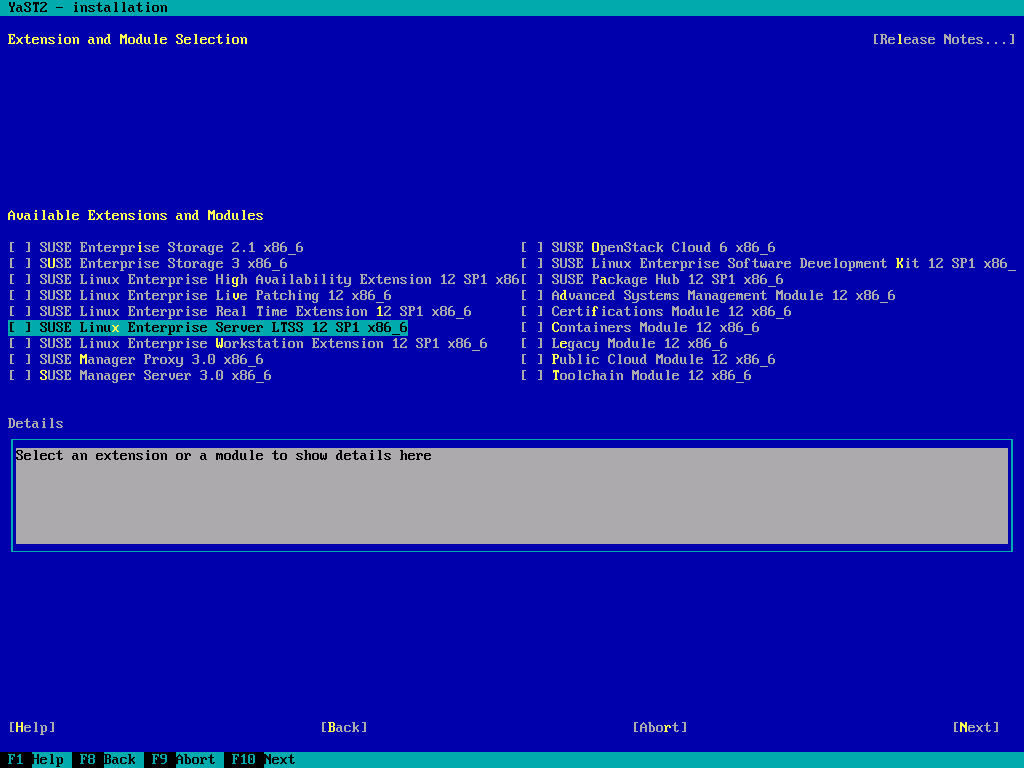 YaST2 - installation
Extension and Module Selection [Release Notes...]
Available Extensions and Modules
[ ] SUSE Enterprise Storage 2.1 x86_6 [ ] SUSE OpenStack Cloud 6 x86_6
[ ] SUSE Enterprise Storage 3 x86_6 [ ] SUSE Linux Enterprise Software Development Kit 12 SP1 x86_
[ ] SUSE Linux Enterprise High Availability Extension 12 SP1 x86[ ] SUSE Package Hub 12 SP1 x86_6
[ ] SUSE Linux Enterprise Live Patching 12 x86_6 [ ] Advanced Systems Management Module 12 x86_6
[ ] SUSE Linux Enterprise Real Time Extension 12 SP1 x86_6 [ ] Certifications Module 12 x86_6
[ ] SUSE Linux Enterprise Server LTSS 12 SP1 x86_6 [ ] Containers Module 12 x86_6
[ ] SUSE Linux Enterprise Workstation Extension 12 SP1 x86_6 [ ] Legacy Module 12 x86_6
[ ] SUSE Manager Proxy 3.0 x86_6 [ ] Public Cloud Module 12 x86_6
[ ] SUSE Manager Server 3.0 x86_6 [ ] Toolchain Module 12 x86_6
Details
Select an extension or a module to show details here
[Help] [Back] [Abort] [Next]
F1 Help F8 Back F9 Abort F10 Next